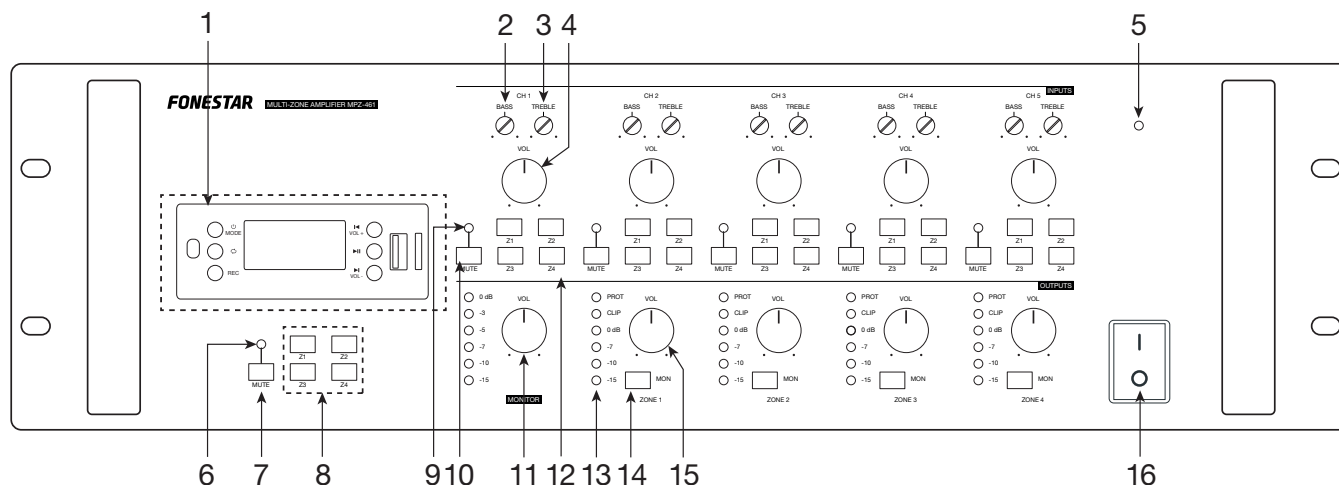 1 2 3 4 5
FONESTAR MULTI-ZONE AMPLIFIER MPZ-461
INPUTS
CH 1 CH 2 CH 3 CH 4 CH 5
BASS TREBLE BASS TREBLE BASS TREBLE BASS TREBLE BASS TREBLE
VOL VOL VOL VOL VOL
MODE VOL +
REC VOL -
Z1 Z2 Z1 Z2 Z1 Z2 Z1 Z2 Z1 Z2
MUTE Z3 Z4 MUTE Z3 Z4 MUTE Z3 Z4 MUTE Z3 Z4 MUTE Z3 Z4
OUTPUTS
0 dB VOL PROT VOL PROT VOL PROT VOL PROT VOL
-3 CLIP CLIP CLIP CLIP
-5 0 dB 0 dB 0 dB 0 dB
-7 -7 -7 -7 -7
-10 -10 -10 -10 -10
-15 -15 MON -15 MON -15 MON -15 MON
MONITOR ZONE 1 ZONE 2 ZONE 3 ZONE 4
Z1 Z2
MUTE Z3 Z4
6 7 8 9 10 11 12 13 14 15 16